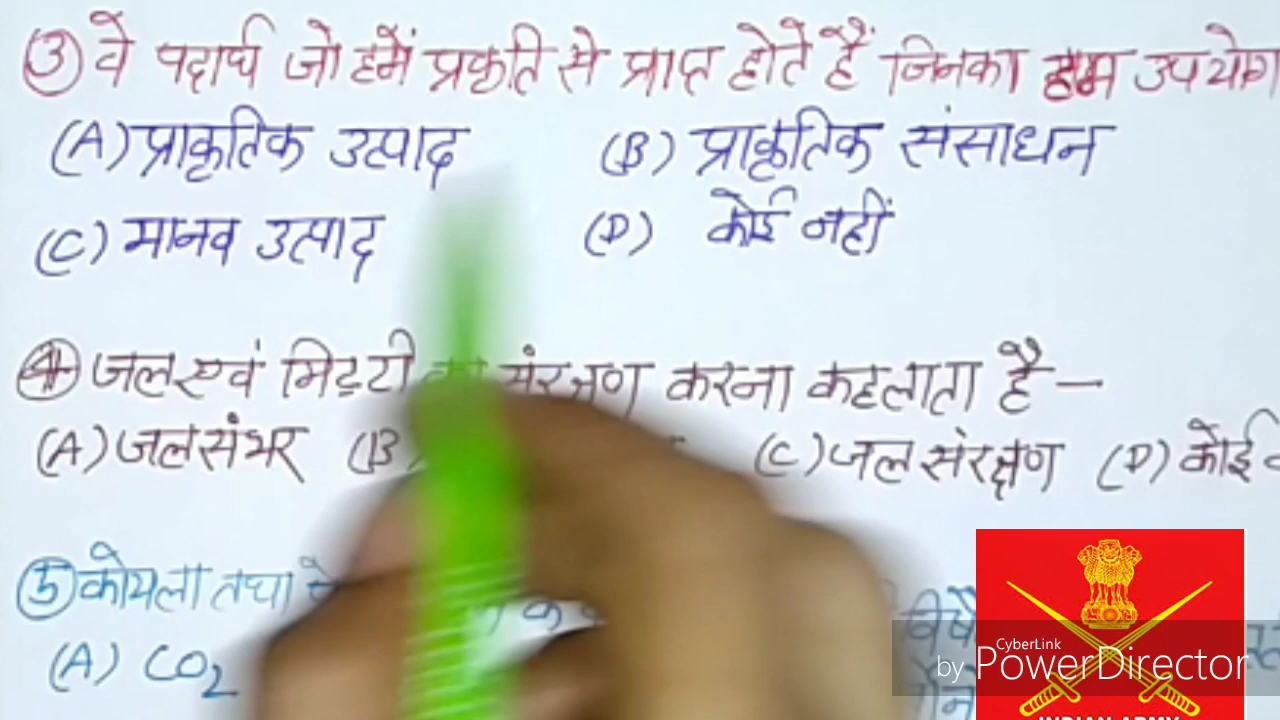 ③ वे पदार्थ जो हमें प्रकृति से प्राप्त होते हैं जिनका हम उपयोग
(A) प्राकृतिक उत्पाद (B) प्राकृतिक संसाधन
(C) मानव उत्पाद (D) कोई नहीं
④ जल एवं मिट्टी का संरक्षण करना कहलाता है —
(A) जल संभर (B) (C) जल संरक्षण (D) कोई
⑤ कोयला तथा
(A) CO2
CyberLink
by PowerDirector
INDIAN ARMY